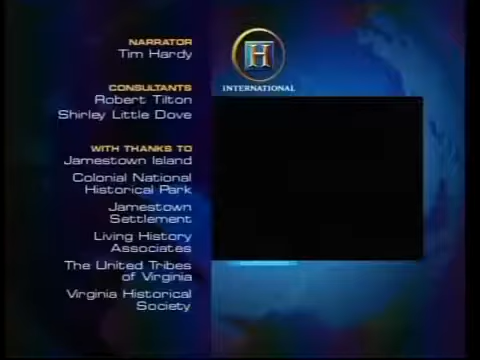 NARRATOR
Tim Hardy
CONSULTANTS
Robert Tilton
Shirley Little Dove
WITH THANKS TO
Jamestown Island
Colonial National
Historical Park
Jamestown
Settlement
Living History
Associates
The United Tribes
of Virginia
Virginia Historical
Society
H
INTERNATIONAL